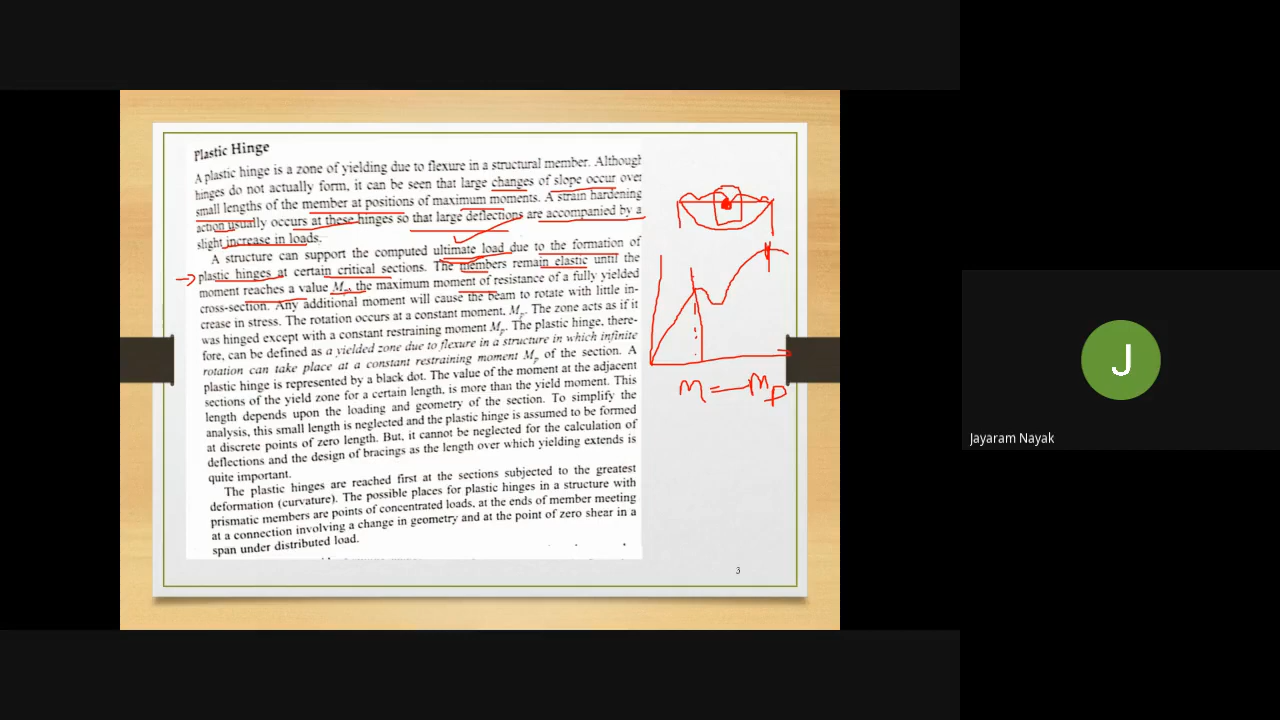 Plastic Hinge
A plastic hinge is a zone of yielding due to flexure in a structural member. Although
hinges do not actually form, it can be seen that large changes of slope occur over
small lengths of the member at positions of maximum moments. A strain hardening
action usually occurs at these hinges so that large deflections are accompanied by a
slight increase in loads.
A structure can support the computed ultimate load due to the formation of
plastic hinges at certain critical sections. The members remain elastic until the
moment reaches a value Mp, the maximum moment of resistance of a fully yielded
cross-section. Any additional moment will cause the beam to rotate with little in-
crease in stress. The rotation occurs at a constant moment, Mp. The zone acts as if it
was hinged except with a constant restraining moment Mp. The plastic hinge, there-
fore, can be defined as a yielded zone due to flexure in a structure in which infinite
rotation can take place at a constant restraining moment Mp of the section. A
plastic hinge is represented by a black dot. The value of the moment at the adjacent
sections of the yield zone for a certain length, is more than the yield moment. This
length depends upon the loading and geometry of the section. To simplify the
analysis, this small length is neglected and the plastic hinge is assumed to be formed
at discrete points of zero length. But, it cannot be neglected for the calculation of
deflections and the design of bracings as the length over which yielding extends is
quite important.
The plastic hinges are reached first at the sections subjected to the greatest
deformation (curvature). The possible places for plastic hinges in a structure with
prismatic members are points of concentrated loads, at the ends of member meeting
at a connection involving a change in geometry and at the point of zero shear in a
span under distributed load.
M = Mp
3
J
Jayaram Nayak